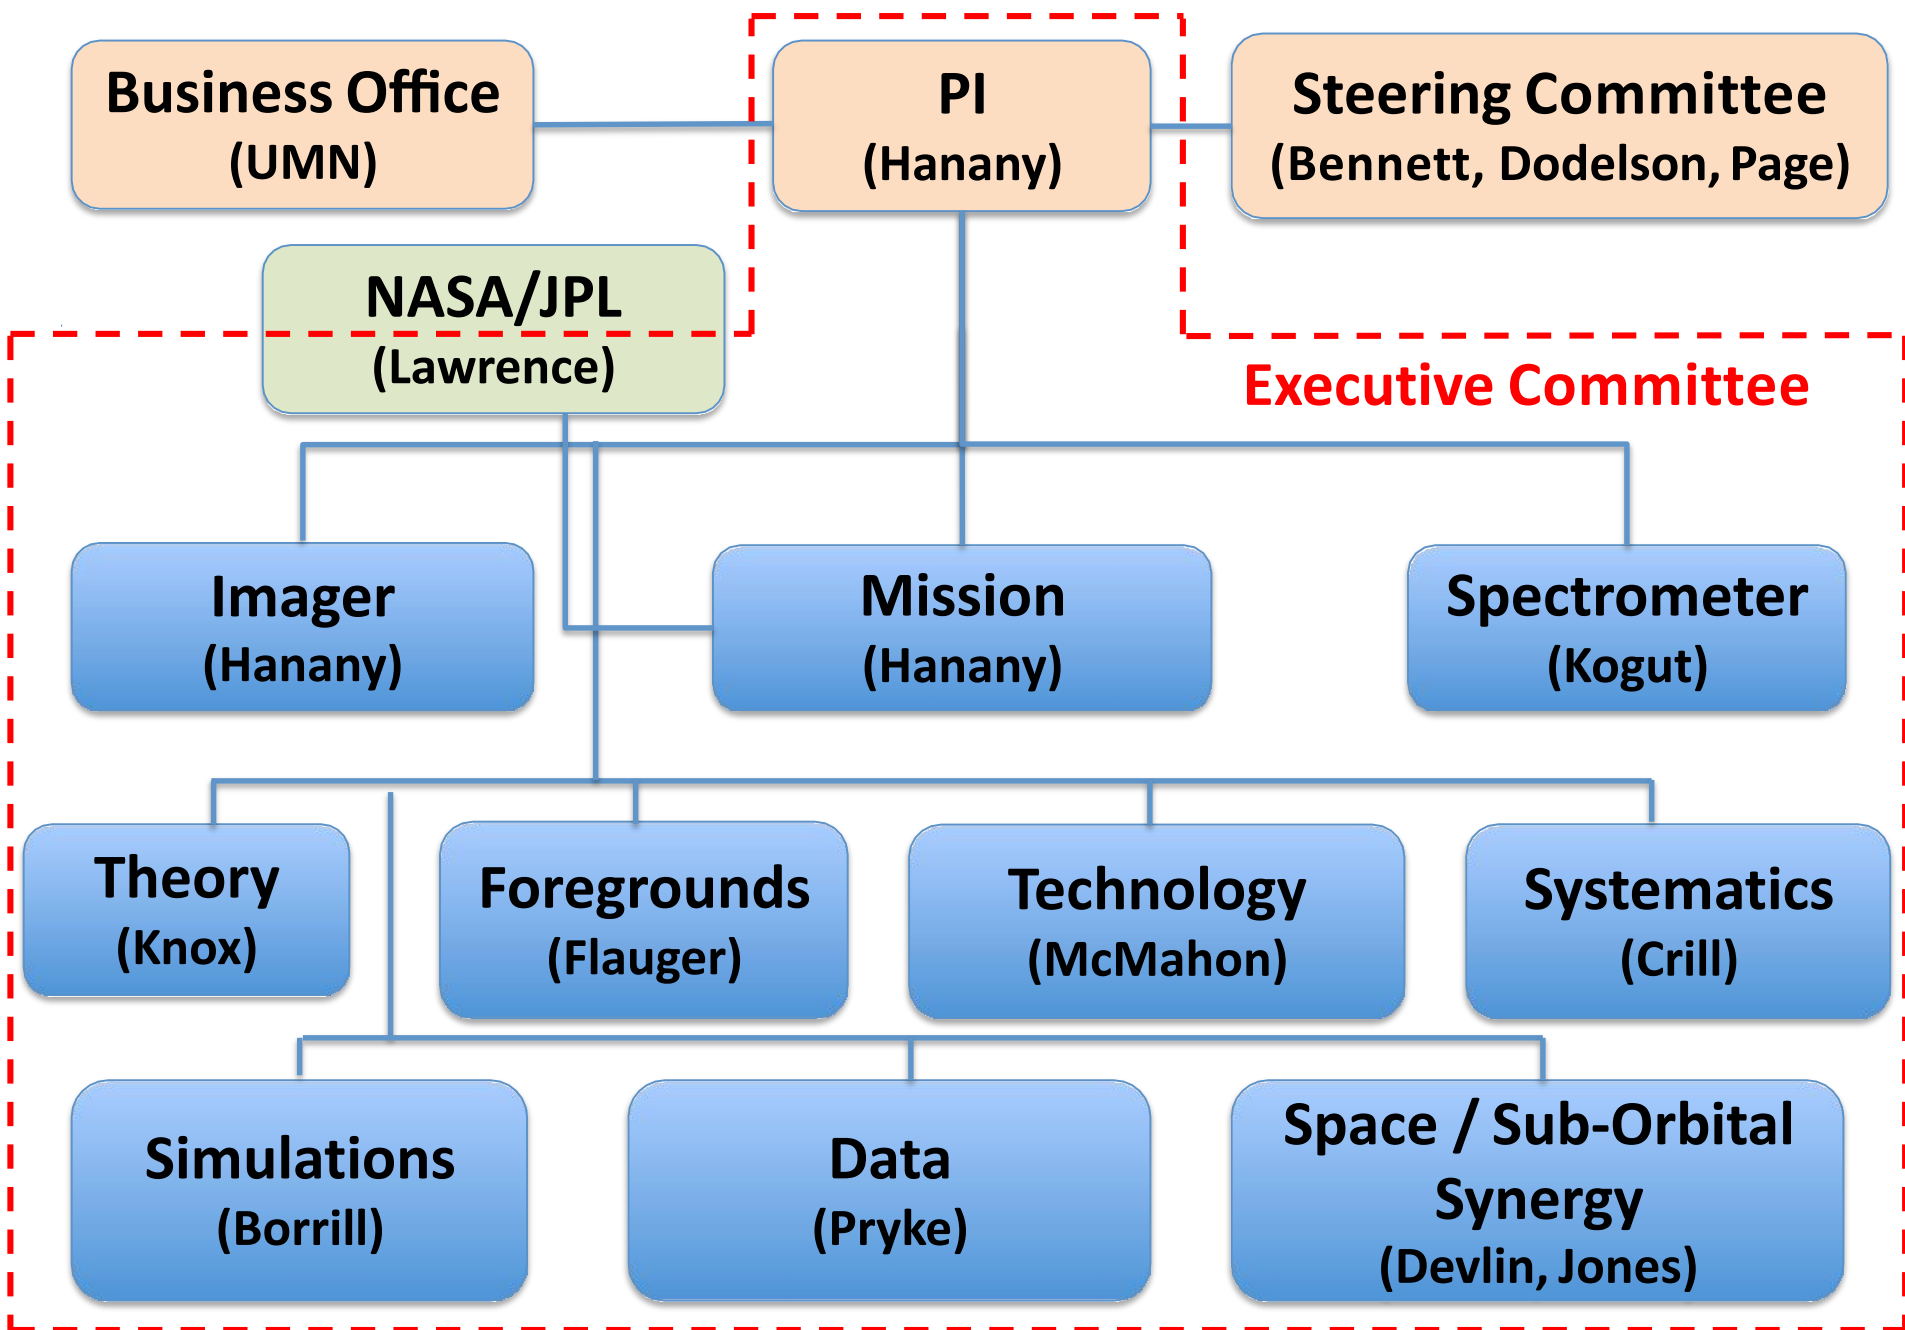 Business Office
(UMN)
PI
(Hanany)
Steering Committee
(Bennett, Dodelson, Page)
NASA/JPL
(Lawrence)
Executive Committee
Imager
(Hanany)
Mission
(Hanany)
Spectrometer
(Kogut)
Theory
(Knox)
Foregrounds
(Flauger)
Technology
(McMahon)
Systematics
(Crill)
Simulations
(Borrill)
Data
(Pryke)
Space / Sub-Orbital
Synergy
(Devlin, Jones)